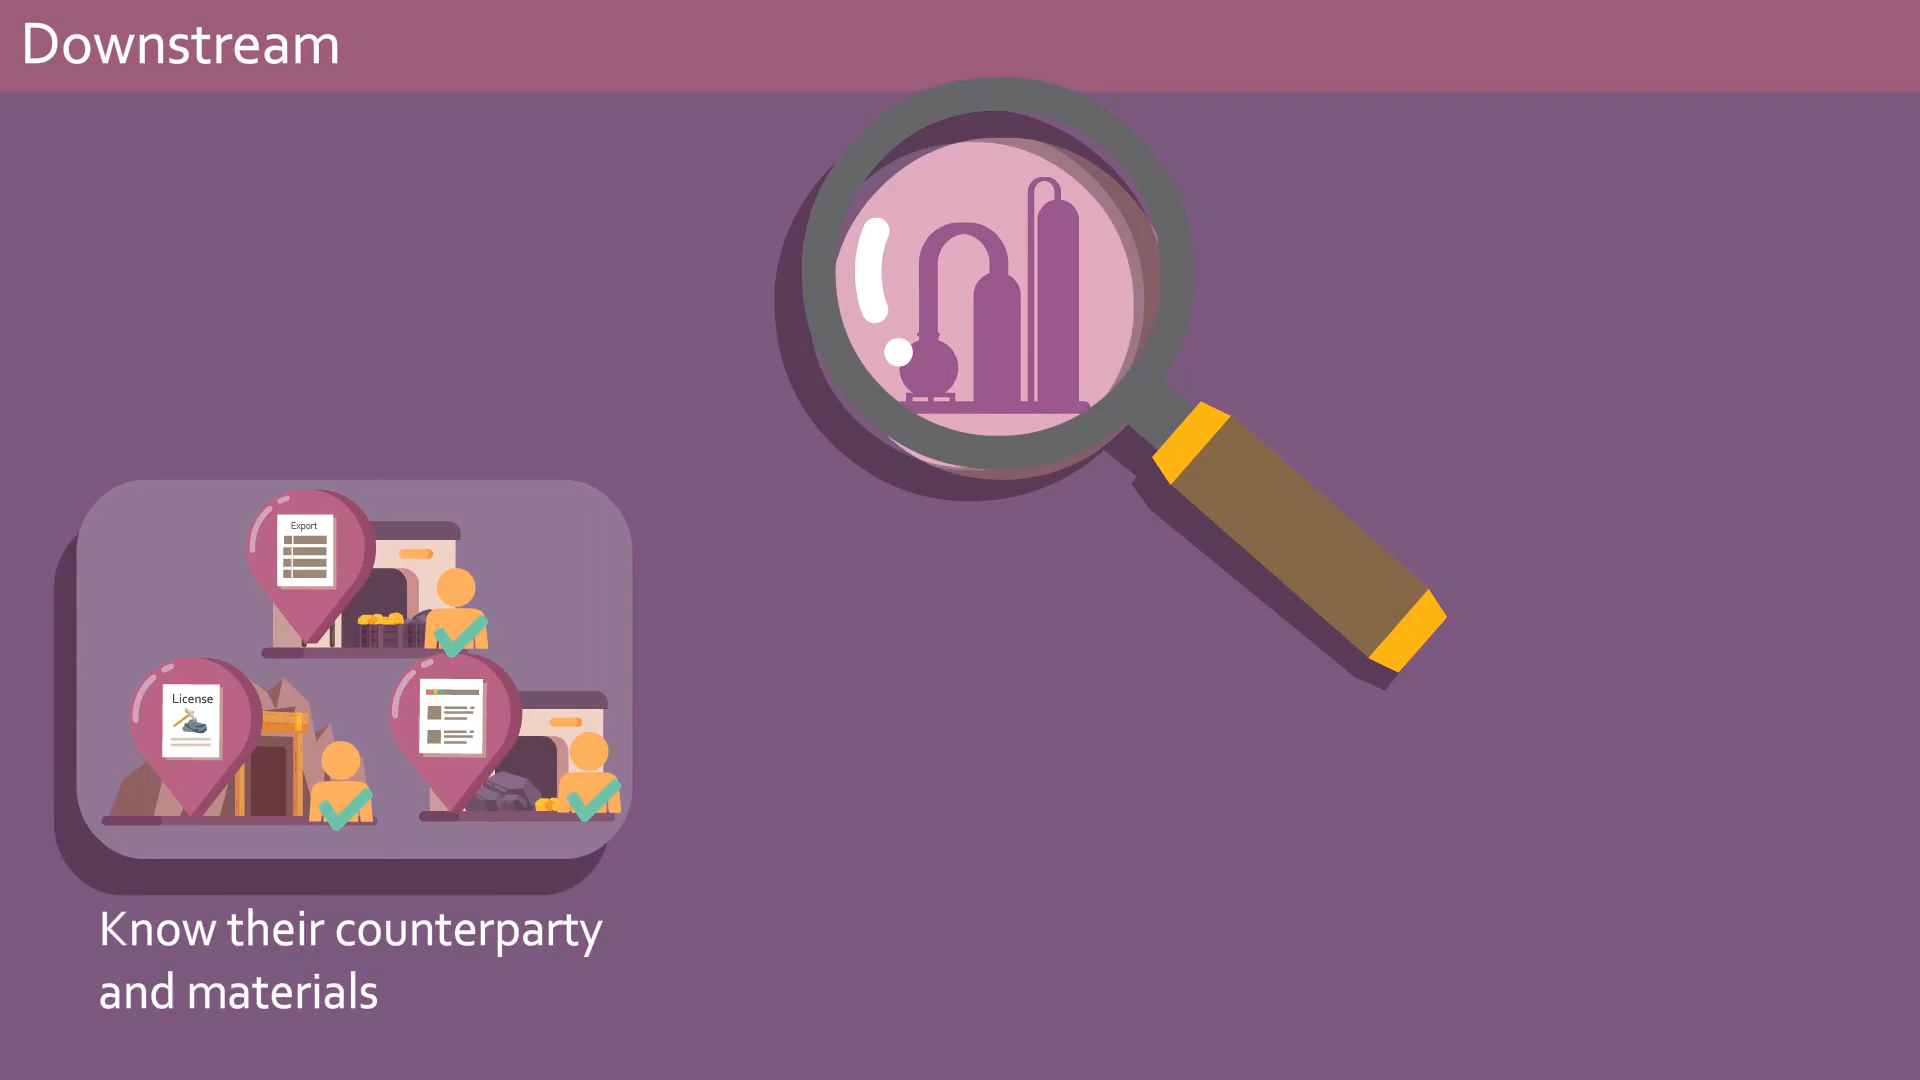 Downstream
Export
License
Know their counterparty
and materials